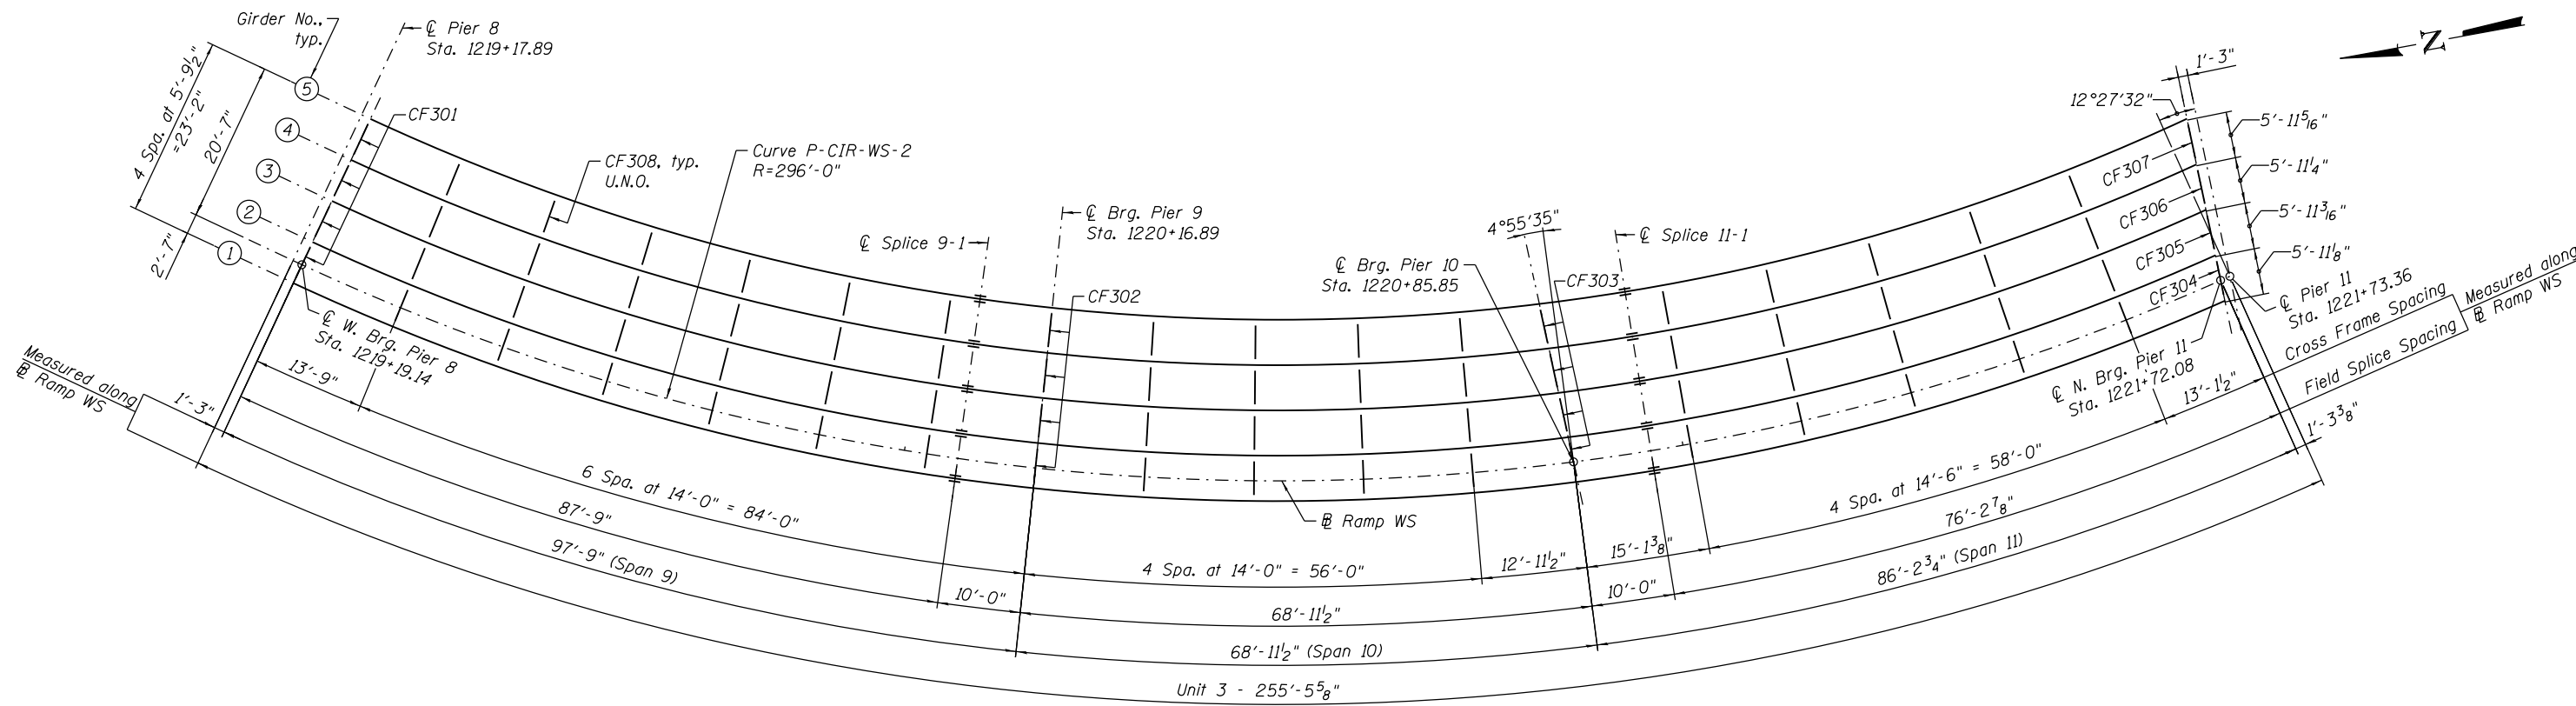 Girder No.,
typ.
℄ Pier 8
Sta. 1219+17.89
4 Spa. at 5'-9½"
=23'-2"
20'-7"
2'-7"
5
4
3
2
1
CF301
CF308, typ.
U.N.O.
Curve P-CIR-WS-2
R=296'-0"
℄ Splice 9-1
℄ Brg. Pier 9
Sta. 1220+16.89
CF302
℄ Brg. Pier 10
Sta. 1220+85.85
4°55'35"
CF303
℄ Splice 11-1
12°27'32"
1'-3"
N
CF307
CF306
CF305
CF304
5'-11 5/16"
5'-11¼"
5'-11 3/16"
5'-11⅛"
℄ Pier 11
Sta. 1221+73.36
℄ N. Brg. Pier 11
Sta. 1221+72.08
Cross Frame Spacing
Field Splice Spacing
Measured along
℄ Ramp WS
℄ W. Brg. Pier 8
Sta. 1219+19.14
Measured along
℄ Ramp WS
1'-3"
13'-9"
6 Spa. at 14'-0" = 84'-0"
87'-9"
97'-9" (Span 9)
10'-0"
℄ Ramp WS
4 Spa. at 14'-0" = 56'-0"
12'-11½"
68'-11½"
68'-11½" (Span 10)
15'-1⅜"
10'-0"
4 Spa. at 14'-6" = 58'-0"
13'-1½"
76'-2⅞"
86'-2¾" (Span 11)
1'-3⅜"
Unit 3 - 255'-5⅝"